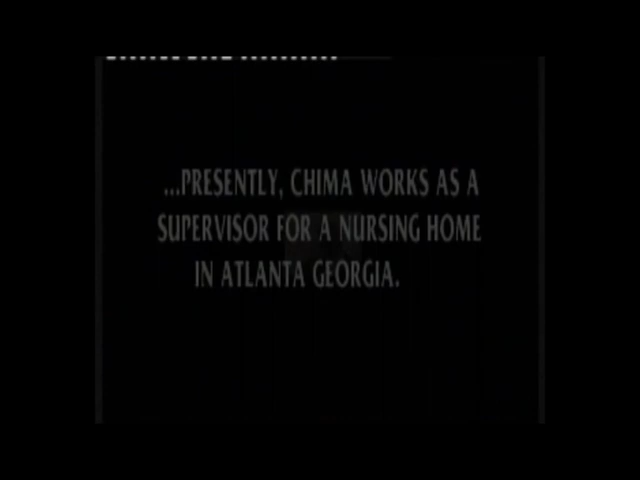 ...PRESENTLY, CHIMA WORKS AS A
SUPERVISOR FOR A NURSING HOME
IN ATLANTA GEORGIA.